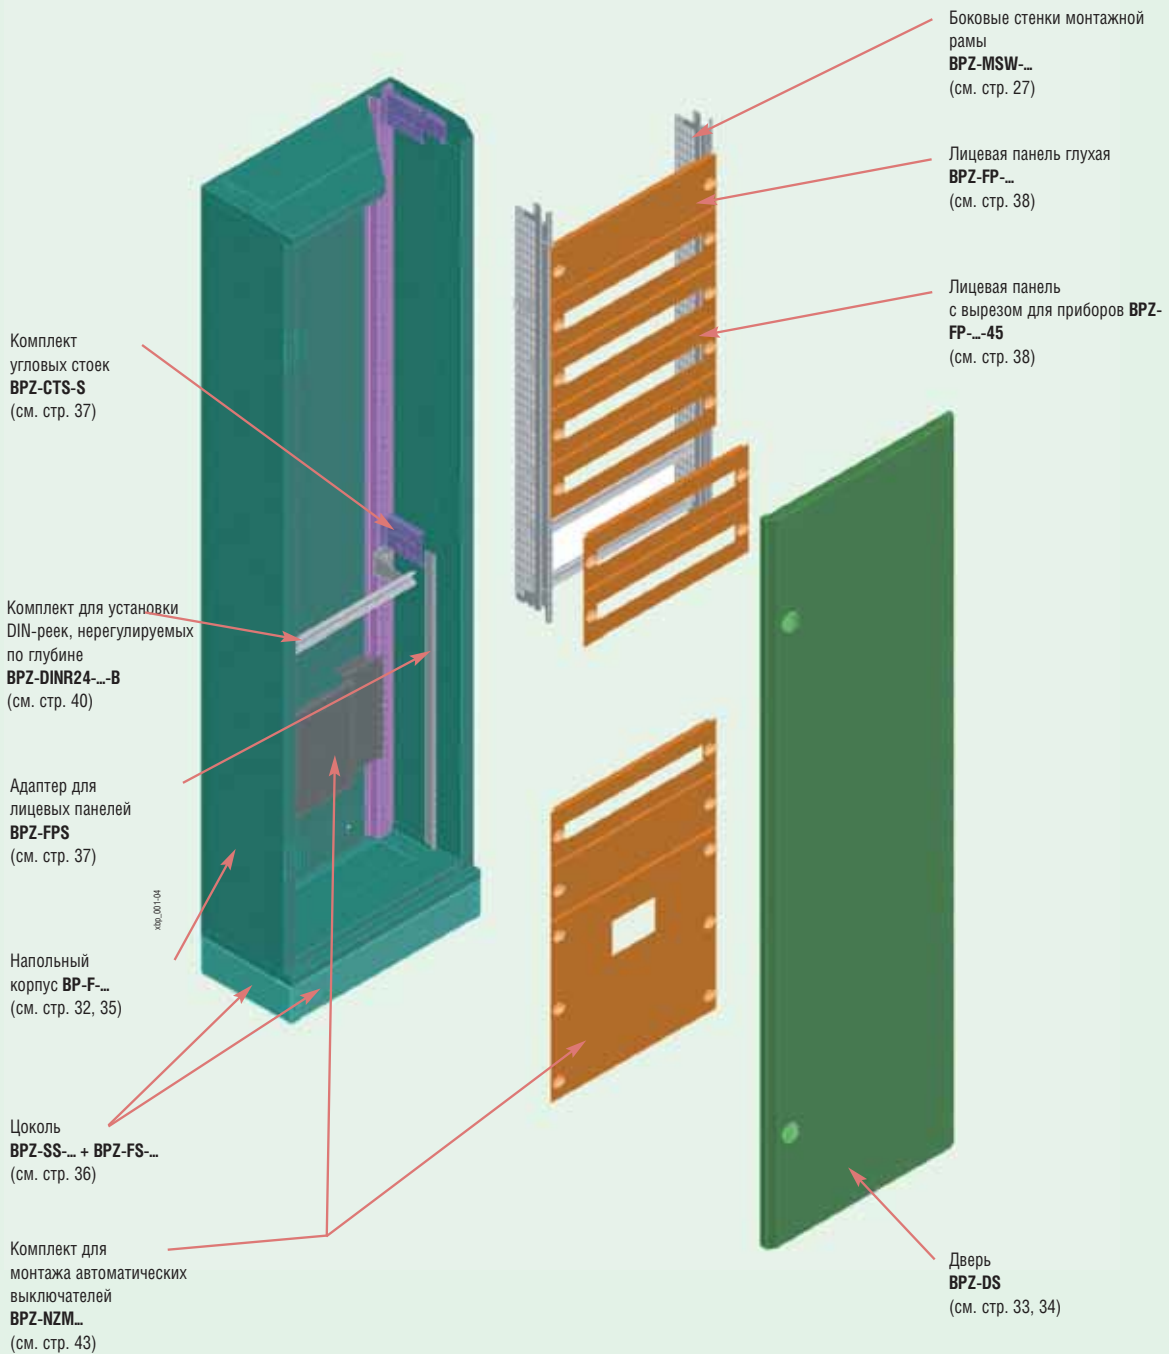 Боковые стенки монтажной
рамы
BPZ-MSW-...
(см. стр. 27)
Лицевая панель глухая
BPZ-FP-...
(см. стр. 38)
Лицевая панель
с вырезом для приборов BPZ-
FP-...-45
(см. стр. 38)
Комплект
угловых стоек
BPZ-CTS-S
(см. стр. 37)
Комплект для установки
DIN-реек, нерегулируемых
по глубине
BPZ-DINR24-...-B
(см. стр. 40)
Адаптер для
лицевых панелей
BPZ-FPS
(см. стр. 37)
xbp_001-04
Напольный
корпус BP-F-...
(см. стр. 32, 35)
Цоколь
BPZ-SS-... + BPZ-FS-...
(см. стр. 36)
Комплект для
монтажа автоматических
выключателей
BPZ-NZM...
(см. стр. 43)
Дверь
BPZ-DS
(см. стр. 33, 34)